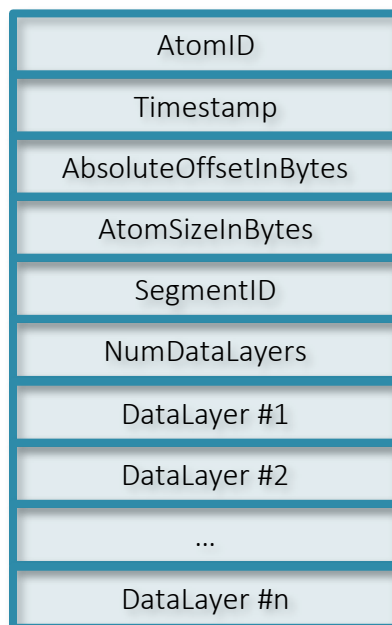 AtomID
Timestamp
AbsoluteOffsetInBytes
AtomSizeInBytes
SegmentID
NumDataLayers
DataLayer #1
DataLayer #2
...
DataLayer #n